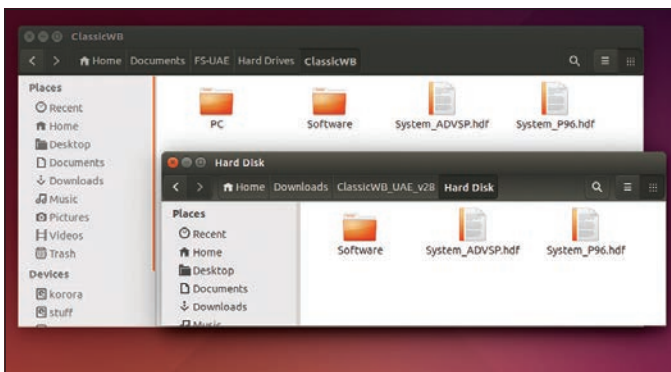 ClassicWB
Home Documents FS-UAE Hard Drives ClassicWB
Places
Recent
Home
Desktop
Documents
Downloads
Music
Pictures
Videos
Trash
Devices
korora
stuff
PC
Software
System_ADVSP.hdf
System_P96.hdf
Hard Disk
Home Downloads ClassicWB_UAE_v28 Hard Disk
Places
Recent
Home
Desktop
Documents
Downloads
Music
Software
System_ADVSP.hdf
System_P96.hdf